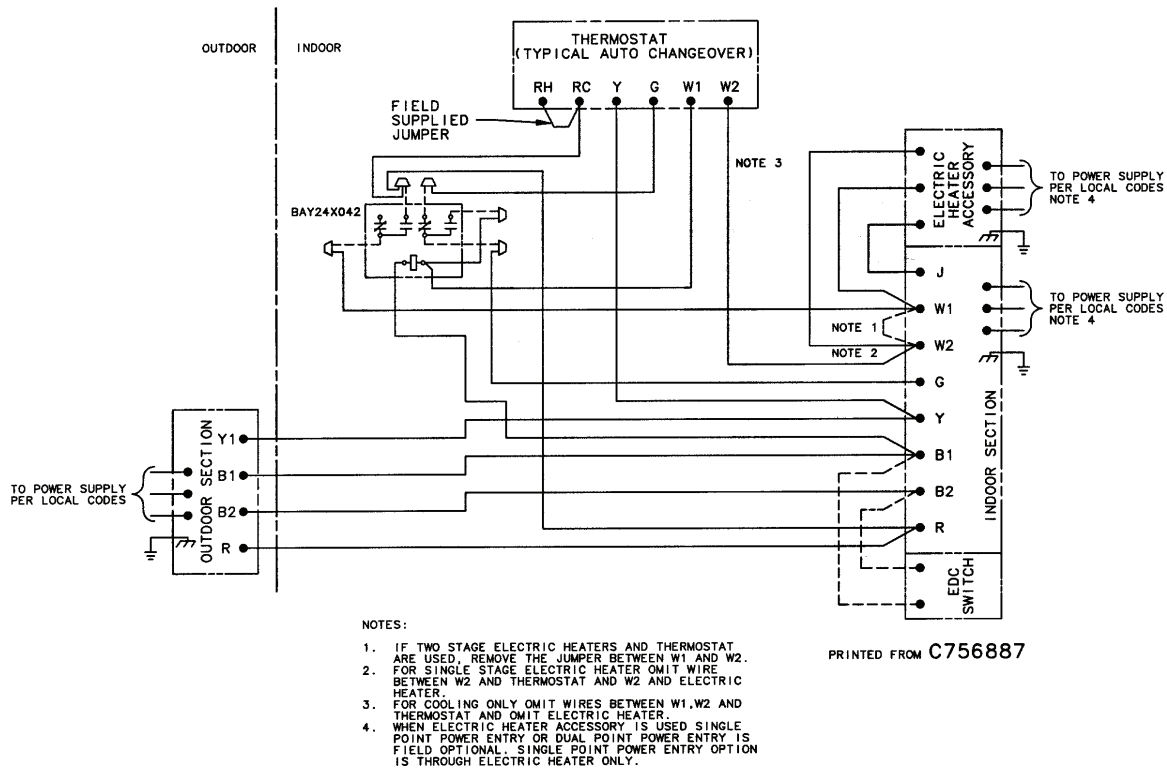 OUTDOOR
INDOOR
THERMOSTAT
(TYPICAL AUTO CHANGEOVER)
RH RC Y G W1 W2
FIELD
SUPPLIED
JUMPER
NOTE 3
BAY24X042
ELECTRIC
HEATER
ACCESSORY
TO POWER SUPPLY
PER LOCAL CODES
NOTE 4
J
W1
TO POWER SUPPLY
PER LOCAL CODES
NOTE 4
NOTE 1
W2
NOTE 2
G
Y
B1
B2
R
INDOOR SECTION
EDC
SWITCH
OUTDOOR SECTION
Y1
B1
B2
R
TO POWER SUPPLY
PER LOCAL CODES
NOTES:
1. IF TWO STAGE ELECTRIC HEATERS AND THERMOSTAT
ARE USED, REMOVE THE JUMPER BETWEEN W1 AND W2.
2. FOR SINGLE STAGE ELECTRIC HEATER OMIT WIRE
BETWEEN W2 AND THERMOSTAT AND W2 AND ELECTRIC
HEATER.
3. FOR COOLING ONLY OMIT WIRES BETWEEN W1,W2 AND
THERMOSTAT AND OMIT ELECTRIC HEATER.
4. WHEN ELECTRIC HEATER ACCESSORY IS USED SINGLE
POINT POWER ENTRY OR DUAL POINT POWER ENTRY IS
FIELD OPTIONAL. SINGLE POINT POWER ENTRY OPTION
IS THROUGH ELECTRIC HEATER ONLY.
PRINTED FROM C756887